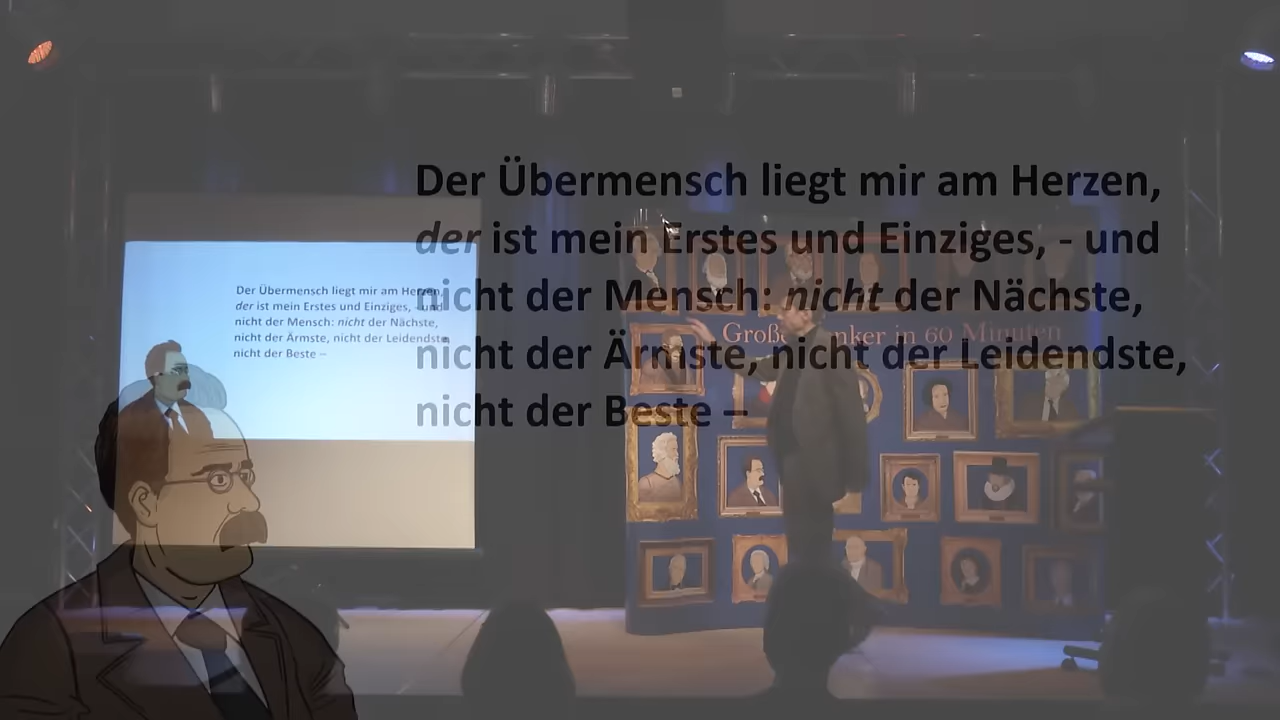 Der Übermensch liegt mir am Herzen,
der ist mein Erstes und Einziges, - und
nicht der Mensch: nicht der Nächste,
nicht der Ärmste, nicht der Leidendste,
nicht der Beste –
Der Übermensch liegt mir am Herzen,
der ist mein Erstes und Einziges, - und
nicht der Mensch: nicht der Nächste,
nicht der Ärmste, nicht der Leidendste,
nicht der Beste –
Große in 60 Minuten